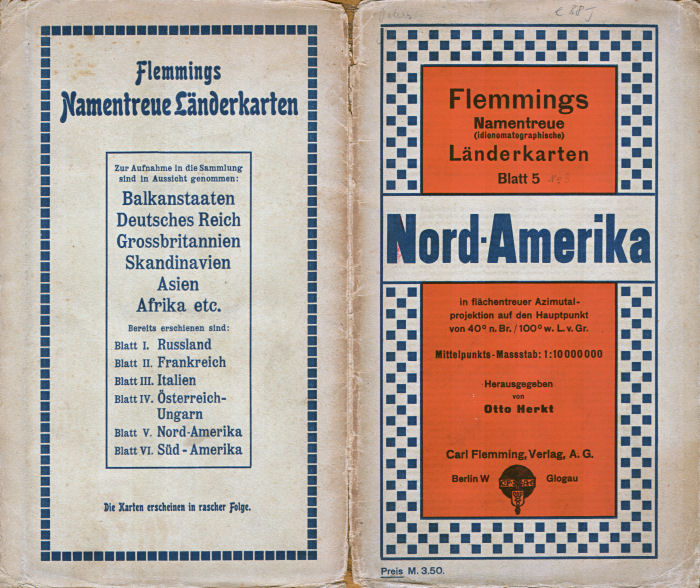 Flemmings
Namentreue Länderkarten
Zur Aufnahme in die Sammlung
sind in Aussicht genommen:
Balkanstaaten
Deutsches Reich
Grossbritannien
Skandinavien
Asien
Afrika etc.
Bereits erschienen sind:
Blatt I. Russland
Blatt II. Frankreich
Blatt III. Italien
Blatt IV. Österreich-
Ungarn
Blatt V. Nord-Amerika
Blatt VI. Süd-Amerika
Die Karten erscheinen in rascher Folge.
Flemmings
Namentreue
(idionomatographische)
Länderkarten
Blatt 5
Nord-Amerika
in flächentreuer Azimutal-
projektion auf den Hauptpunkt
von 40° n. Br./100° w. L. v. Gr.
Mittelpunkts-Massstab: 1:10 000 000
Herausgegeben
von
Otto Herkt
Carl Flemming, Verlag, A. G.
Berlin W Glogau
Preis M. 3.50.